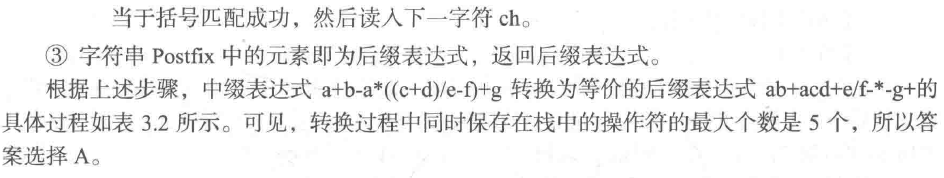 当于括号匹配成功，然后读入下一字符 ch。
③ 字符串 Postfix 中的元素即为后缀表达式，返回后缀表达式。
根据上述步骤，中缀表达式 a+b-a*((c+d)/e-f)+g 转换为等价的后缀表达式 ab+acd+e/f-*-g+的
具体过程如表 3.2 所示。可见，转换过程中同时保存在栈中的操作符的最大个数是 5 个，所以答
案选择 A。